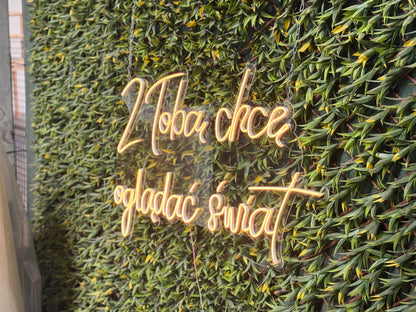 Z Tobą chcę
oglądać świat